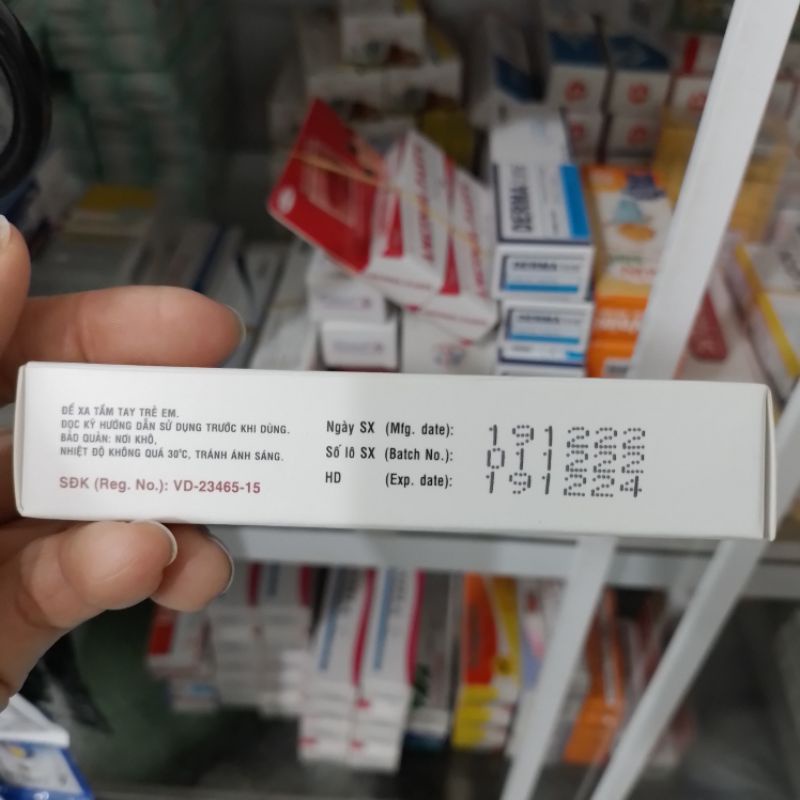 ĐỂ XA TẦM TAY TRẺ EM.
ĐỌC KỸ HƯỚNG DẪN SỬ DỤNG TRƯỚC KHI DÙNG.
BẢO QUẢN: NƠI KHÔ,
NHIỆT ĐỘ KHÔNG QUÁ 30°C, TRÁNH ÁNH SÁNG.
SĐK (Reg. No.): VD-23465-15
Ngày SX (Mfg. date): 191222
Số lô SX (Batch No.): 011222
HD (Exp. date): 191224
DERMA
DERMA